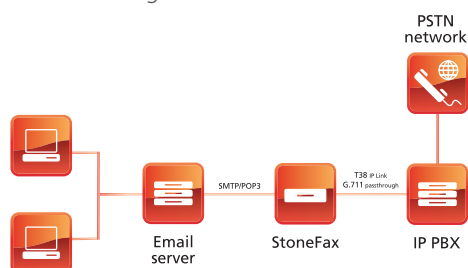 PSTN
network
T38 IP Link
SMTP/POP3
G.711 passthrough
Email
server
StoneFax
IP PBX